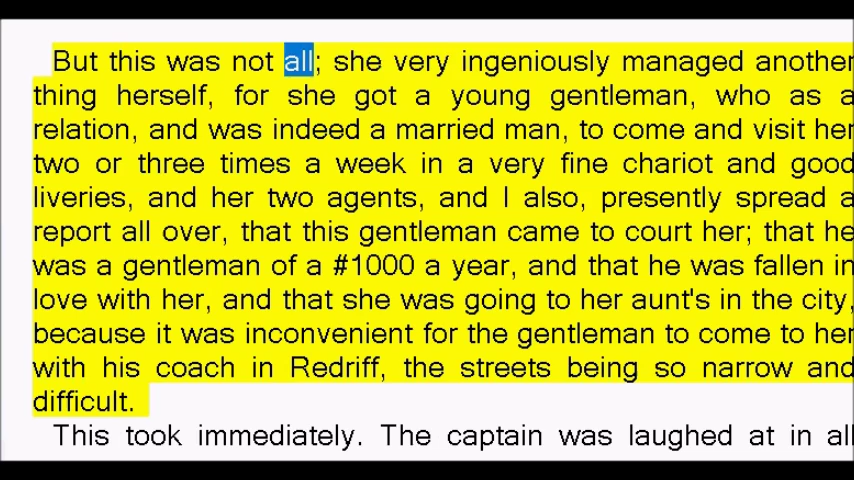 But this was not all; she very ingeniously managed another
thing herself, for she got a young gentleman, who as a
relation, and was indeed a married man, to come and visit her
two or three times a week in a very fine chariot and good
liveries, and her two agents, and I also, presently spread a
report all over, that this gentleman came to court her; that he
was a gentleman of a #1000 a year, and that he was fallen in
love with her, and that she was going to her aunt's in the city,
because it was inconvenient for the gentleman to come to her
with his coach in Redriff, the streets being so narrow and
difficult.
This took immediately. The captain was laughed at in all